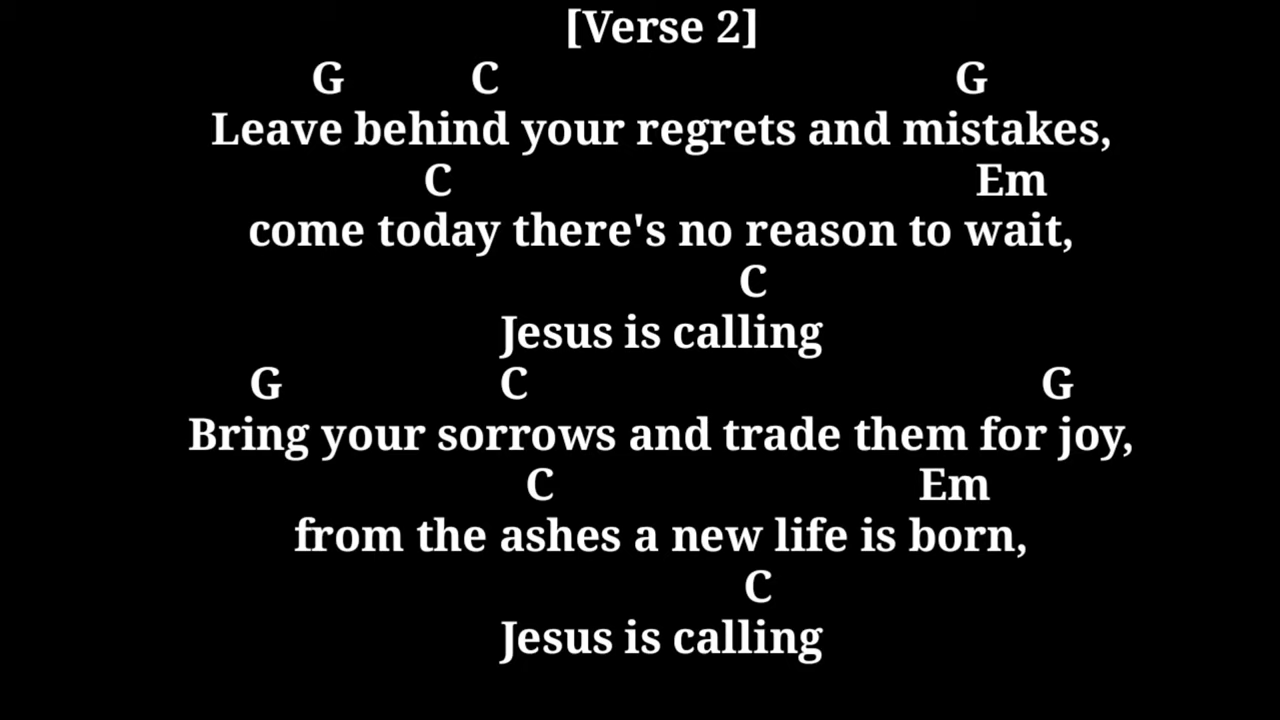 [Verse 2]
G C G
Leave behind your regrets and mistakes,
C Em
come today there's no reason to wait,
C
Jesus is calling
G C G
Bring your sorrows and trade them for joy,
C Em
from the ashes a new life is born,
C
Jesus is calling